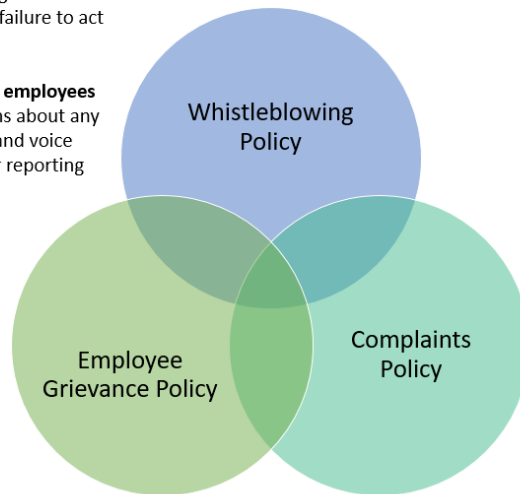 failure to act
employees
ns about any
and voice
r reporting
Whistleblowing
Policy
Employee
Grievance Policy
Complaints
Policy